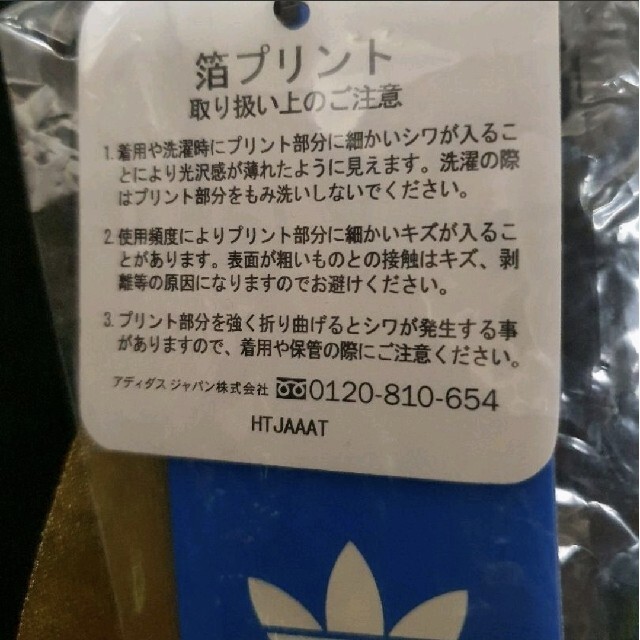 箔プリント
取り扱い上のご注意
1. 着用や洗濯時にプリント部分に細かいシワが入るこ
とにより光沢感が薄れたように見えます。洗濯の際
はプリント部分をもみ洗いしないでください。
2. 使用頻度によりプリント部分に細かいキズが入るこ
とがあります。表面が粗いものとの接触はキズ、剥
離等の原因になりますのでお避けください。
3. プリント部分を強く折り曲げるとシワが発生する事
がありますので、着用や保管の際にご注意ください。
アディダス ジャパン株式会社 0120-810-654
HTJAAAT